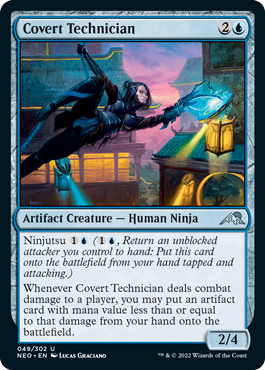 Covert Technician 2
Artifact Creature — Human Ninja
Ninjutsu 1 (1, Return an unblocked
attacker you control to hand: Put this card
onto the battlefield from your hand tapped and
attacking.)
Whenever Covert Technician deals combat
damage to a player, you may put an artifact
card with mana value less than or equal
to that damage from your hand onto the
battlefield.
2/4
049/302 U
NEO • EN LUCAS GRACIANO
™ & © 2022 Wizards of the Coast